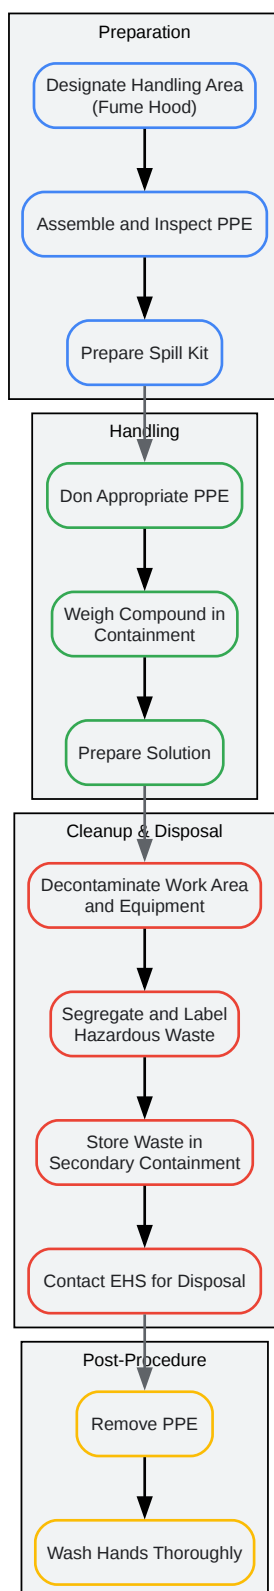 Preparation
Designate Handling Area
(Fume Hood)
Assemble and Inspect PPE
Prepare Spill Kit
Handling
Don Appropriate PPE
Weigh Compound in
Containment
Prepare Solution
Cleanup & Disposal
Decontaminate Work Area
and Equipment
Segregate and Label
Hazardous Waste
Store Waste in
Secondary Containment
Contact EHS for Disposal
Post-Procedure
Remove PPE
Wash Hands Thoroughly